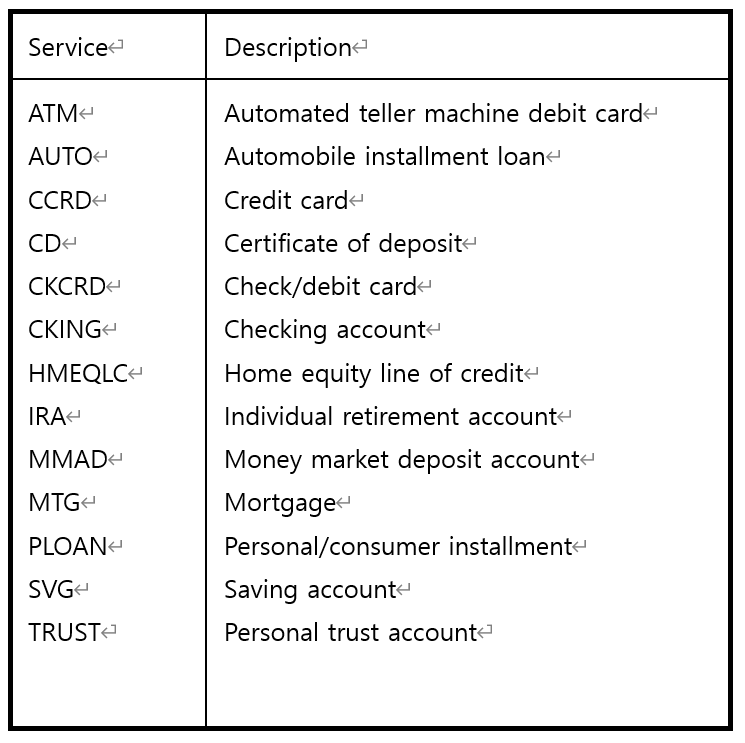 Service Description
ATM Automated teller machine debit card
AUTO Automobile installment loan
CCRD Credit card
CD Certificate of deposit
CKCRD Check/debit card
CKING Checking account
HMEQLC Home equity line of credit
IRA Individual retirement account
MMAD Money market deposit account
MTG Mortgage
PLOAN Personal/consumer installment
SVG Saving account
TRUST Personal trust account